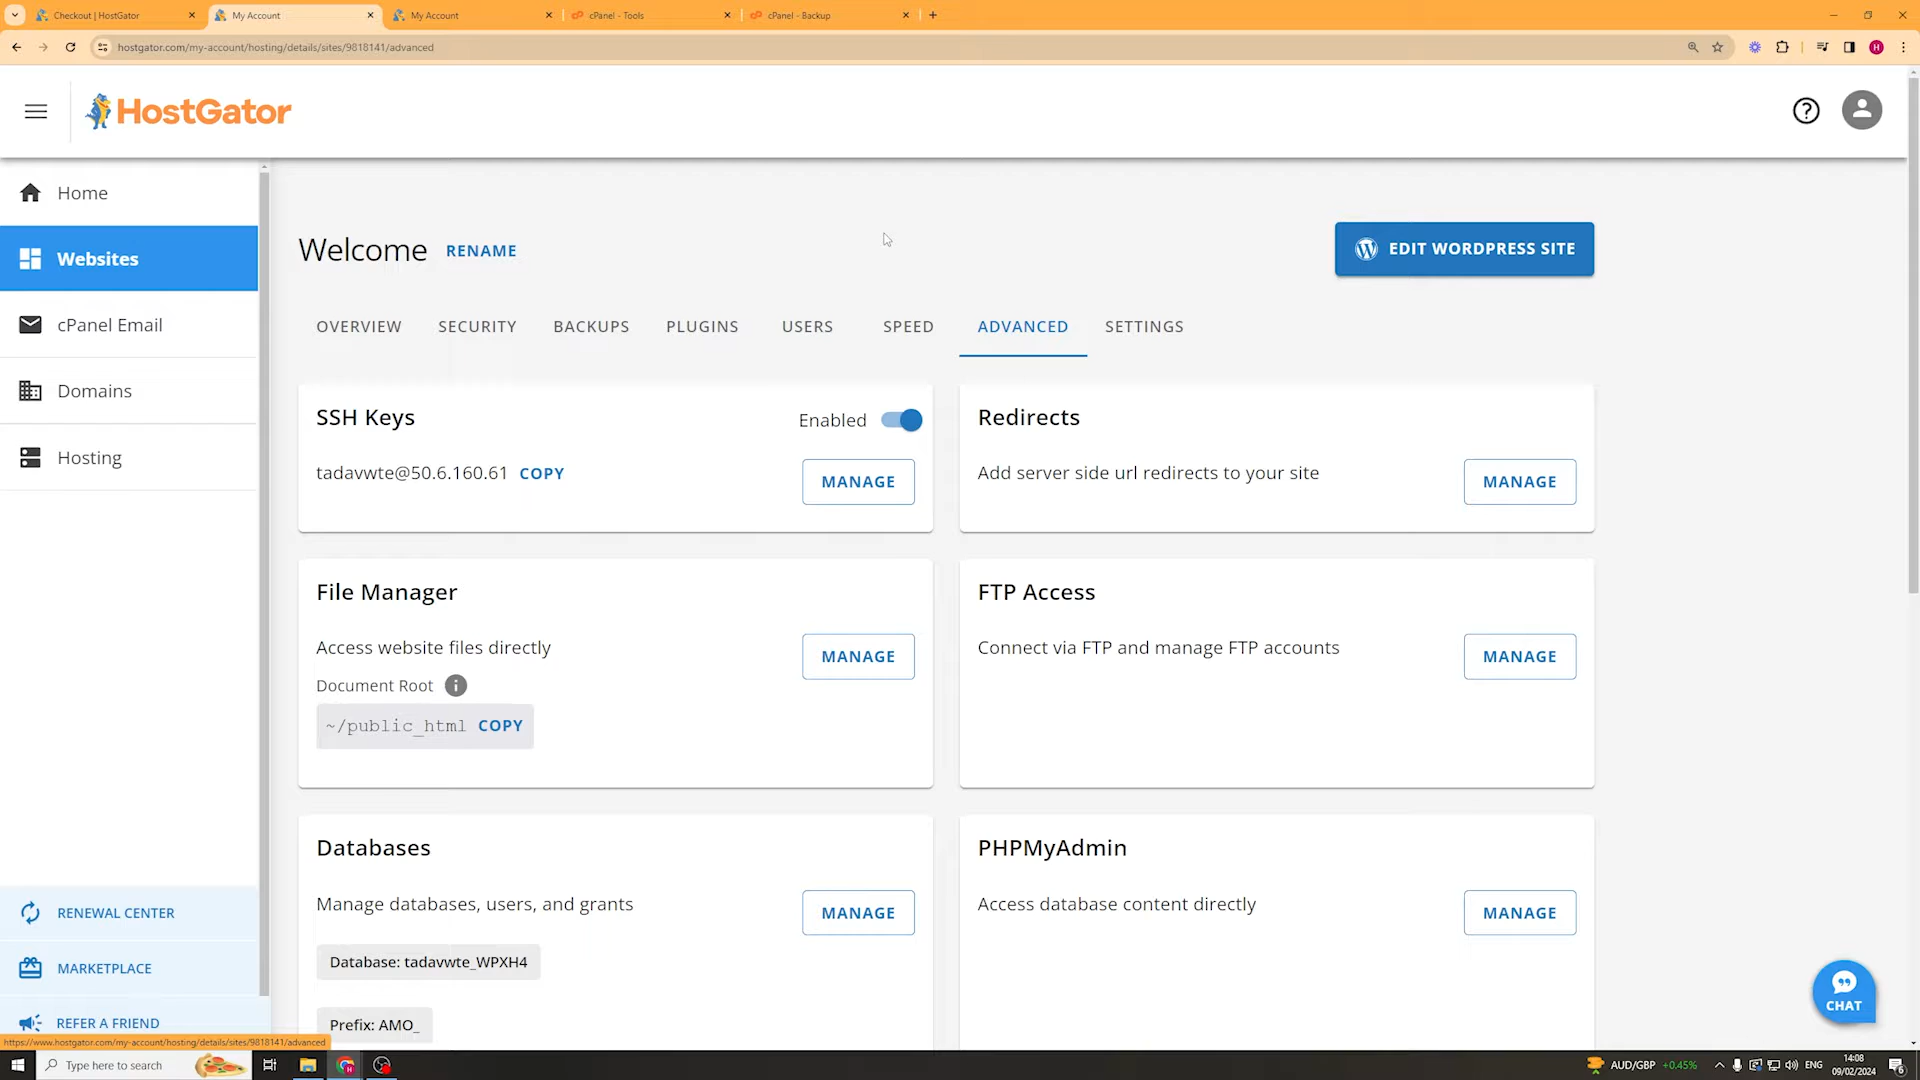 Checkout | HostGator
My Account
My Account
cPanel - Tools
cPanel - Backup
hostgator.com/my-account/hosting/details/sites/9818141/advanced
H
HostGator
Home
Websites
cPanel Email
Domains
Hosting
RENEWAL CENTER
MARKETPLACE
REFER A FRIEND
Welcome RENAME
EDIT WORDPRESS SITE
OVERVIEW SECURITY BACKUPS PLUGINS USERS SPEED ADVANCED SETTINGS
SSH Keys
Enabled
tadavwte@50.6.160.61 COPY
MANAGE
Redirects
Add server side url redirects to your site
MANAGE
File Manager
Access website files directly
MANAGE
Document Root
~/public_html COPY
FTP Access
Connect via FTP and manage FTP accounts
MANAGE
Databases
Manage databases, users, and grants
MANAGE
Database: tadavwte_WPXH4
Prefix: AMO_
PHPMyAdmin
Access database content directly
MANAGE
CHAT
https://www.hostgator.com/my-account/hosting/details/sites/9818141/advanced
Type here to search
AUD/GBP +0.45%
ENG
14:08
09/02/2024
6